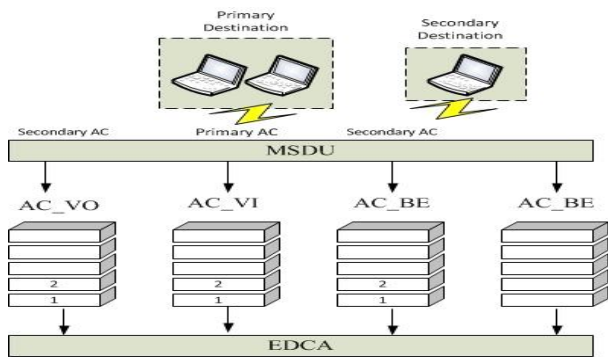 Primary
Destination
Secondary
Destination
Secondary AC
Primary AC
Secondary AC
MSDU
AC_VO
AC_VI
AC_BE
AC_BE
2
2
2
1
1
1
EDCA